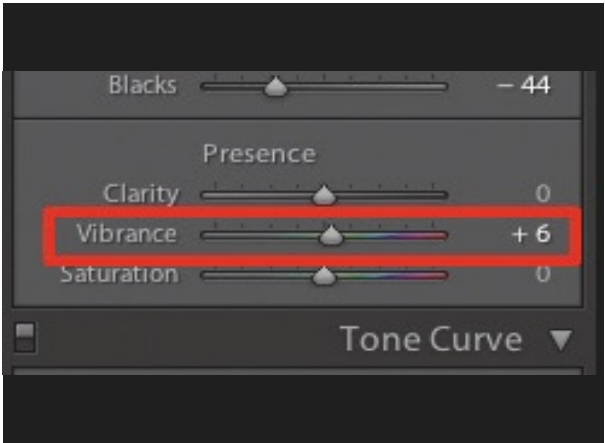 Blacks − 44
Presence
Clarity 0
Vibrance + 6
Saturation 0
Tone Curve